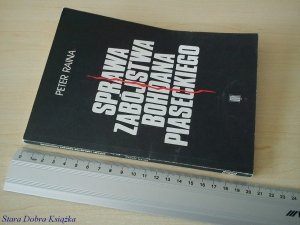 PETER RAINA
SPRAWA
ZABÓJSTWA
BOHDANA
PIASECKIEGO
Stara Dobra Książka